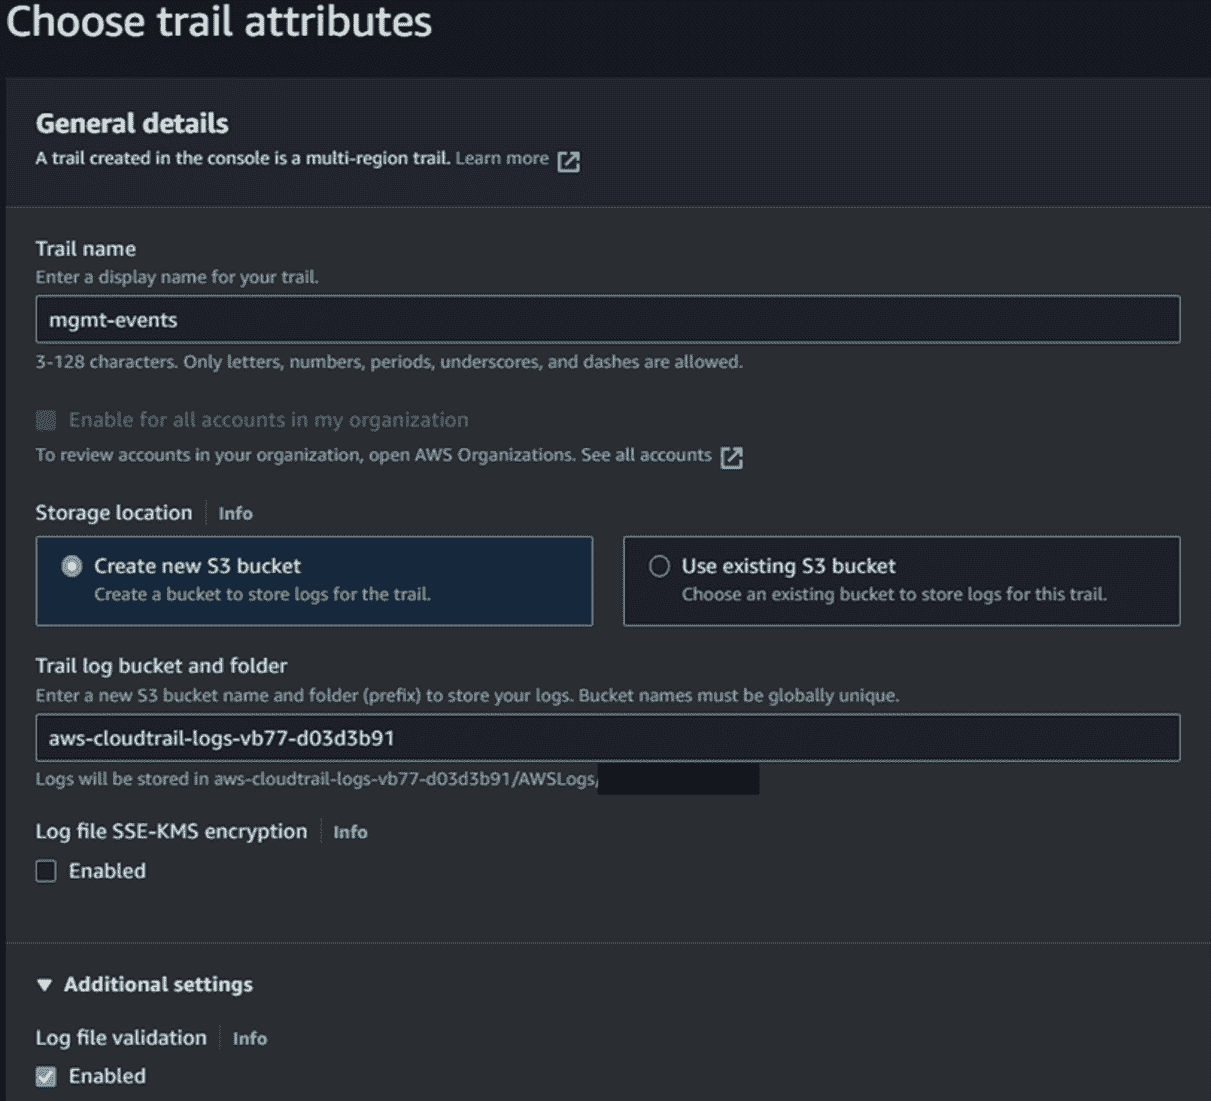 Choose trail attributes
General details
A trail created in the console is a multi-region trail. Learn more
Trail name
Enter a display name for your trail.
mgmt-events
3-128 characters. Only letters, numbers, periods, underscores, and dashes are allowed.
Enable for all accounts in my organization
To review accounts in your organization, open AWS Organizations. See all accounts
Storage location Info
Create new S3 bucket
Create a bucket to store logs for the trail.
Use existing S3 bucket
Choose an existing bucket to store logs for this trail.
Trail log bucket and folder
Enter a new S3 bucket name and folder (prefix) to store your logs. Bucket names must be globally unique.
aws-cloudtrail-logs-vb77-d03d3b91
Logs will be stored in aws-cloudtrail-logs-vb77-d03d3b91/AWSLogs/
Log file SSE-KMS encryption Info
Enabled
Additional settings
Log file validation Info
Enabled